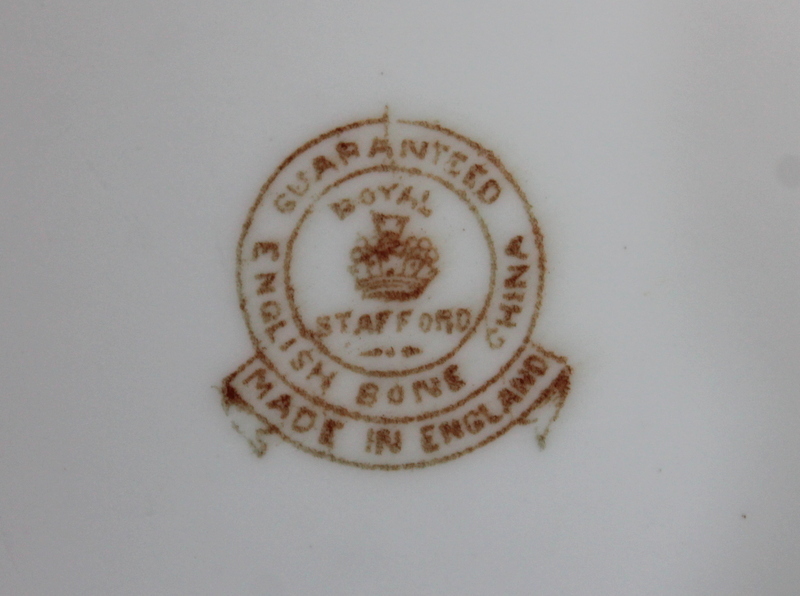 GUARANTEED
ROYAL
STAFFORD
ENGLISH BONE CHINA
MADE IN ENGLAND